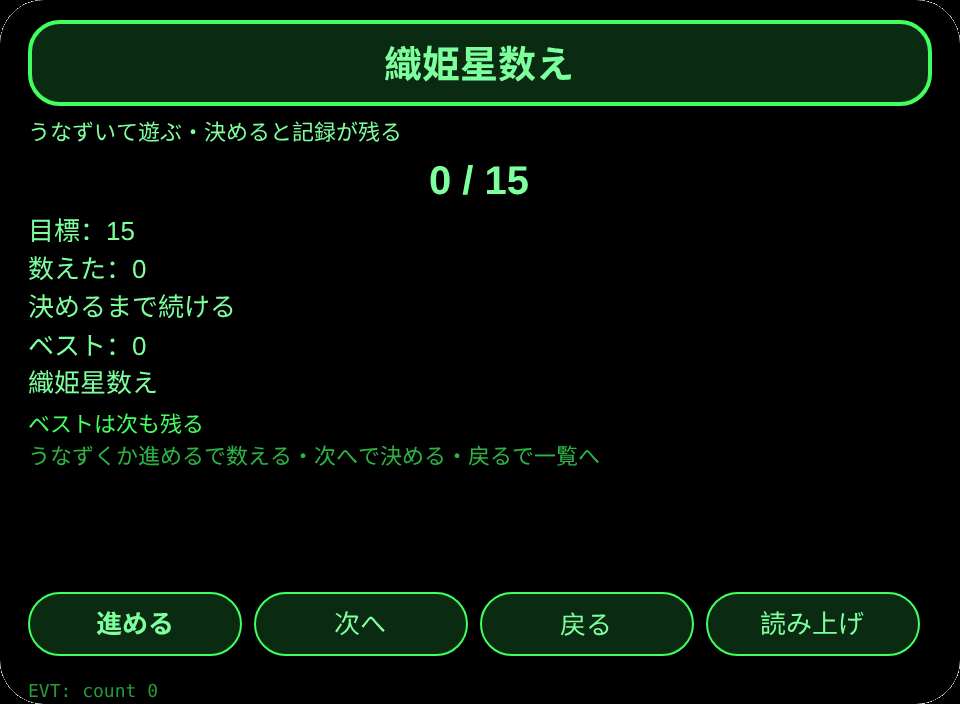 織姫星数え
うなずいて遊ぶ・決めると記録が残る
0 / 15
目標：15
数えた：0
決めるまで続ける
ベスト：0
織姫星数え
ベストは次も残る
うなずくか進めるで数える・次へで決める・戻るで一覧へ
進める
次へ
戻る
読み上げ
EVT: count 0